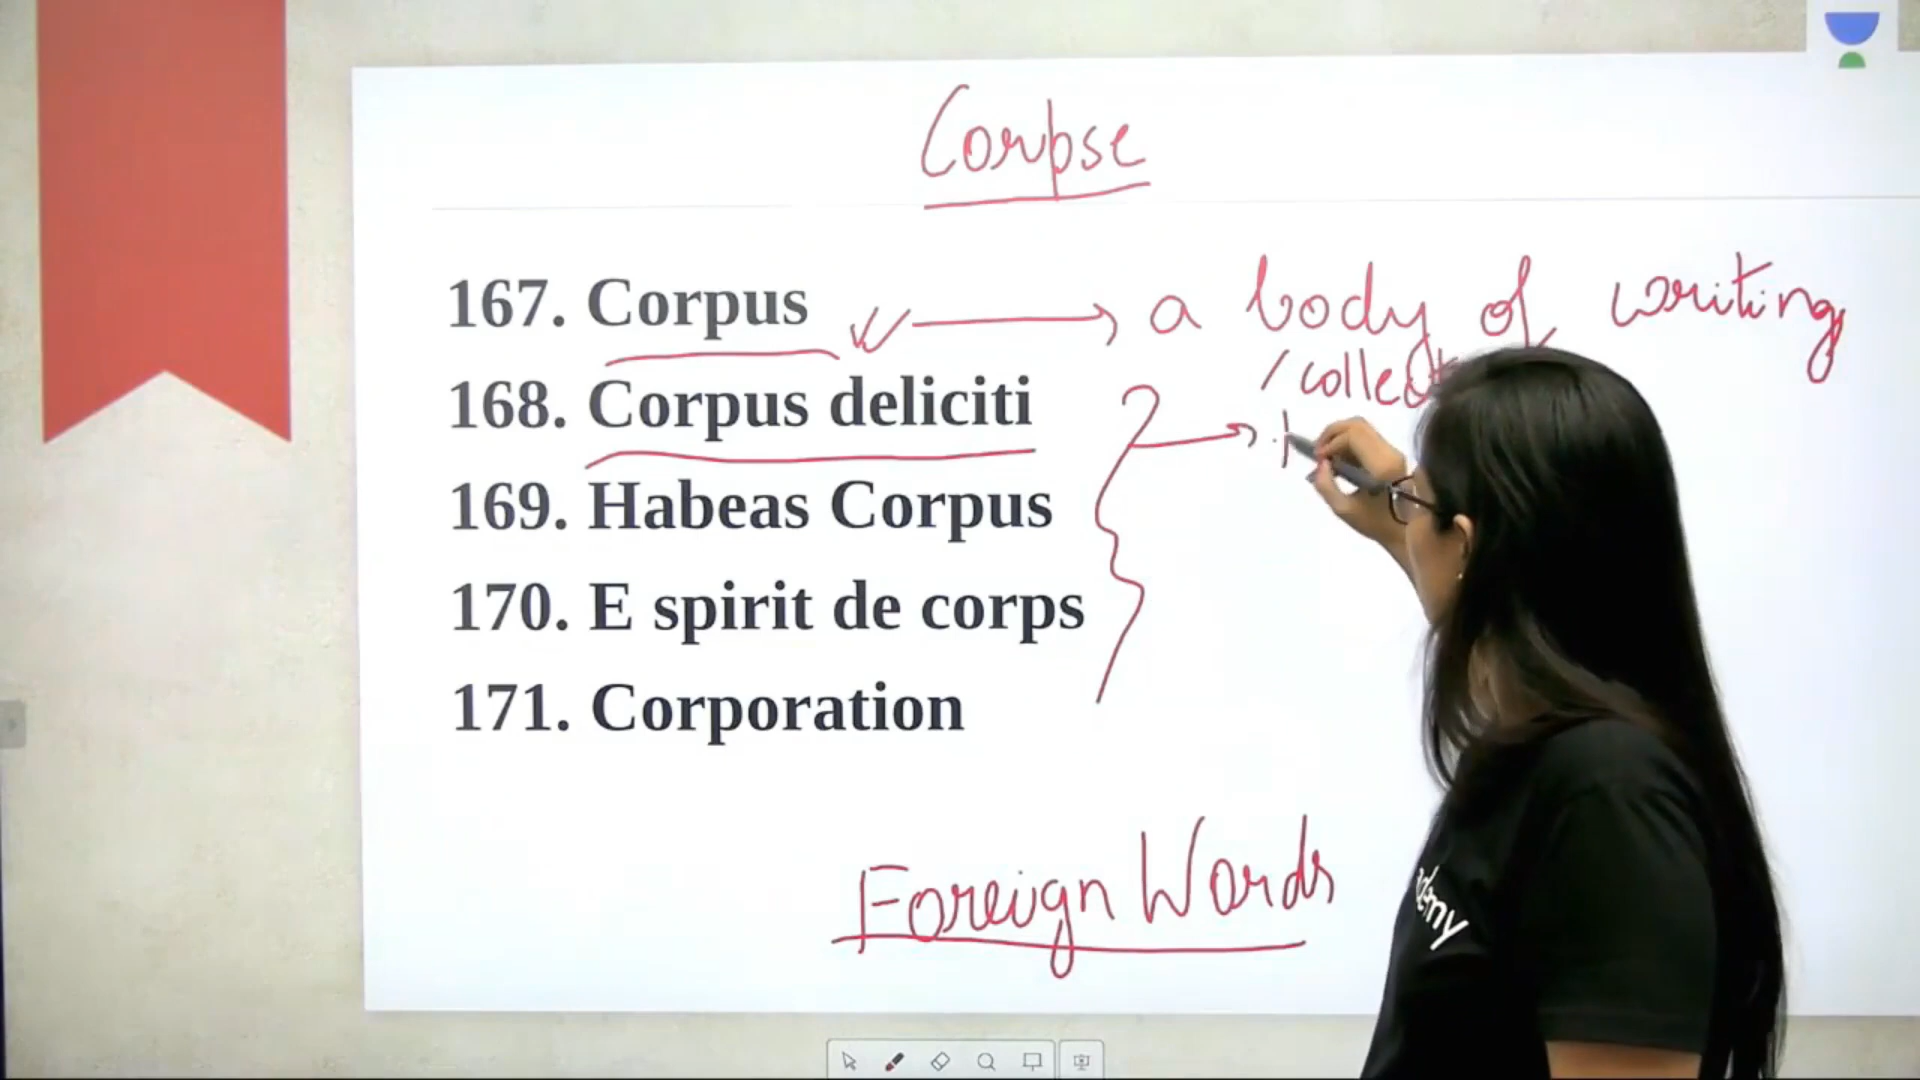 Corpse
167. Corpus
a body of writing
168. Corpus deliciti
169. Habeas Corpus
170. E spirit de corps
171. Corporation
Foreign Words